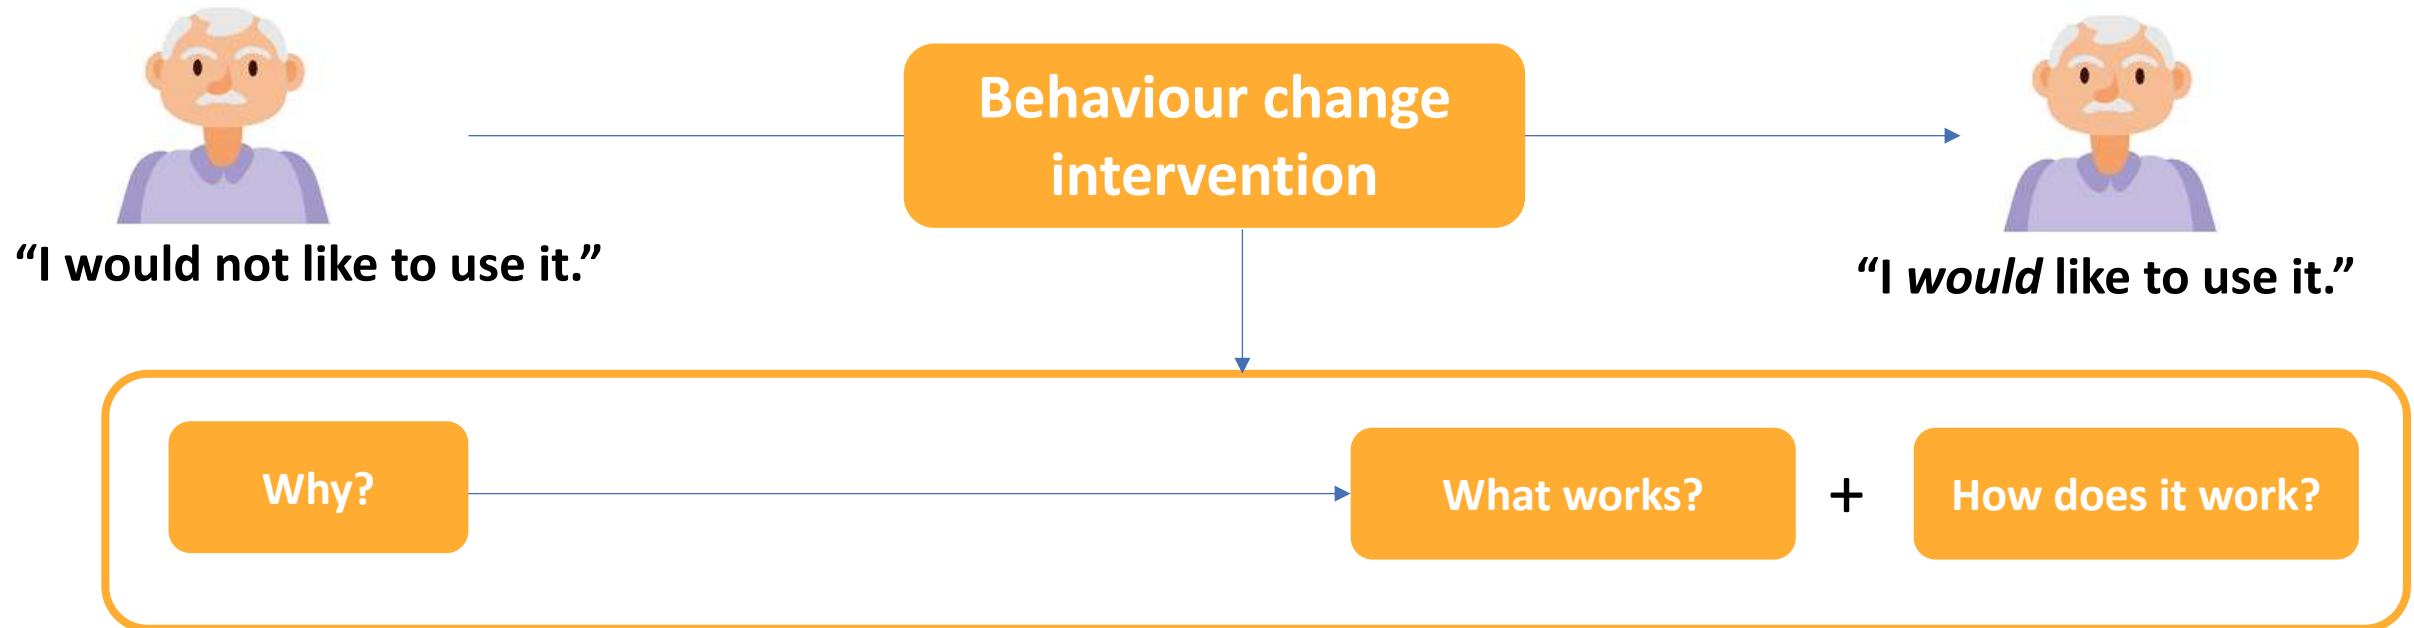 Behaviour change
intervention
“I would not like to use it.”
“I would like to use it.”
Why?
What works?
+
How does it work?